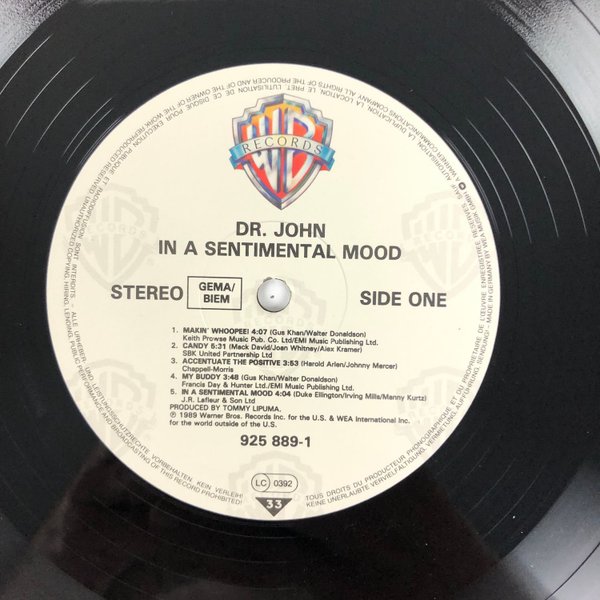 WB
RECORDS
DR. JOHN
IN A SENTIMENTAL MOOD
STEREO
GEMA/
BIEM
SIDE ONE
1. MAKIN' WHOOPEE! 4:07 (Gus Khan/Walter Donaldson)
Keith Prowse Music Pub. Co. Ltd/EMI Music Publishing Ltd.
2. CANDY 5:31 (Mack David/Joan Whitney/Alex Kramer)
SBK United Partnership Ltd
3. ACCENTUATE THE POSITIVE 3:53 (Harold Arlen/Johnny Mercer)
Chappell-Morris
4. MY BUDDY 3:48 (Gus Khan/Walter Donaldson)
Francis Day & Hunter Ltd./EMI Music Publishing Ltd.
5. IN A SENTIMENTAL MOOD 4:04 (Duke Ellington/Irving Mills/Manny Kurtz)
J.R. Lafleur & Son Ltd
PRODUCED BY TOMMY LIPUMA.
℗ 1989 Warner Bros. Records Inc. for the U.S. & WEA International Inc.
for the world outside of the U.S.
925 889-1
LC 0392
33